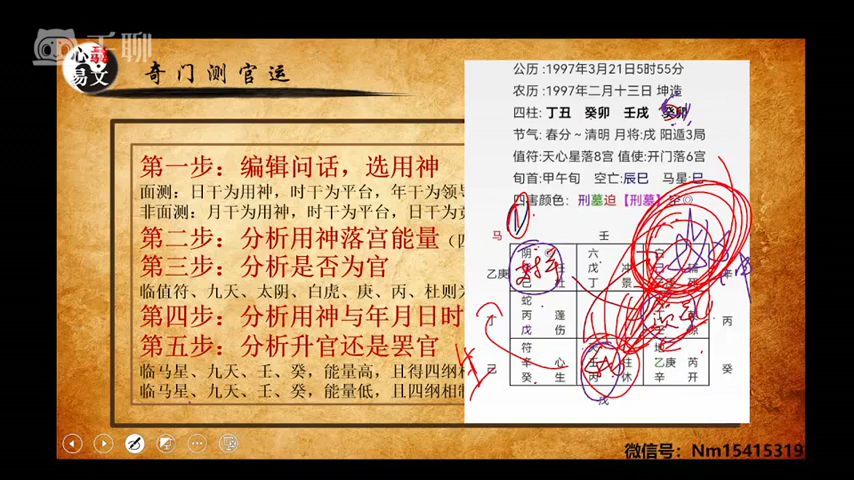 千聊
心
易文
奇门测官运
第一步：编辑问话，选用神
面测：日干为用神，时干为平台，年干为领
非面测：月干为用神，时干为平台，日干为
第二步：分析用神落宫能量（四
第三步：分析是否为官
临值符、九天、太阴、白虎、庚、丙、杜则
第四步：分析用神与年月日时
第五步：分析升官还是罢官
临马星、九天、壬、癸，能量高，且得四纲
临马星、九天、壬、癸，能量低，且四纲相
公历 :1997年3月21日5时55分
农历 :1997年二月十三日 坤造
四柱: 丁丑 癸卯 壬戌 癸卯
节气: 春分～清明 月将:戌 阳遁3局
值符:天心星落8宫 值使:开门落6宫
旬首:甲午旬 空亡:辰巳 马星:巳
四害颜色: 刑墓迫【刑墓】空◎
马 壬
阴 六
乙庚 戊 冲
己 杜 丁 景
蛇
丁 丙 蓬 丙
戊 伤
符 地
己 辛 心 乙庚 芮 癸
癸 生 丙 休 辛 开
戊
微信号：Nm15415319